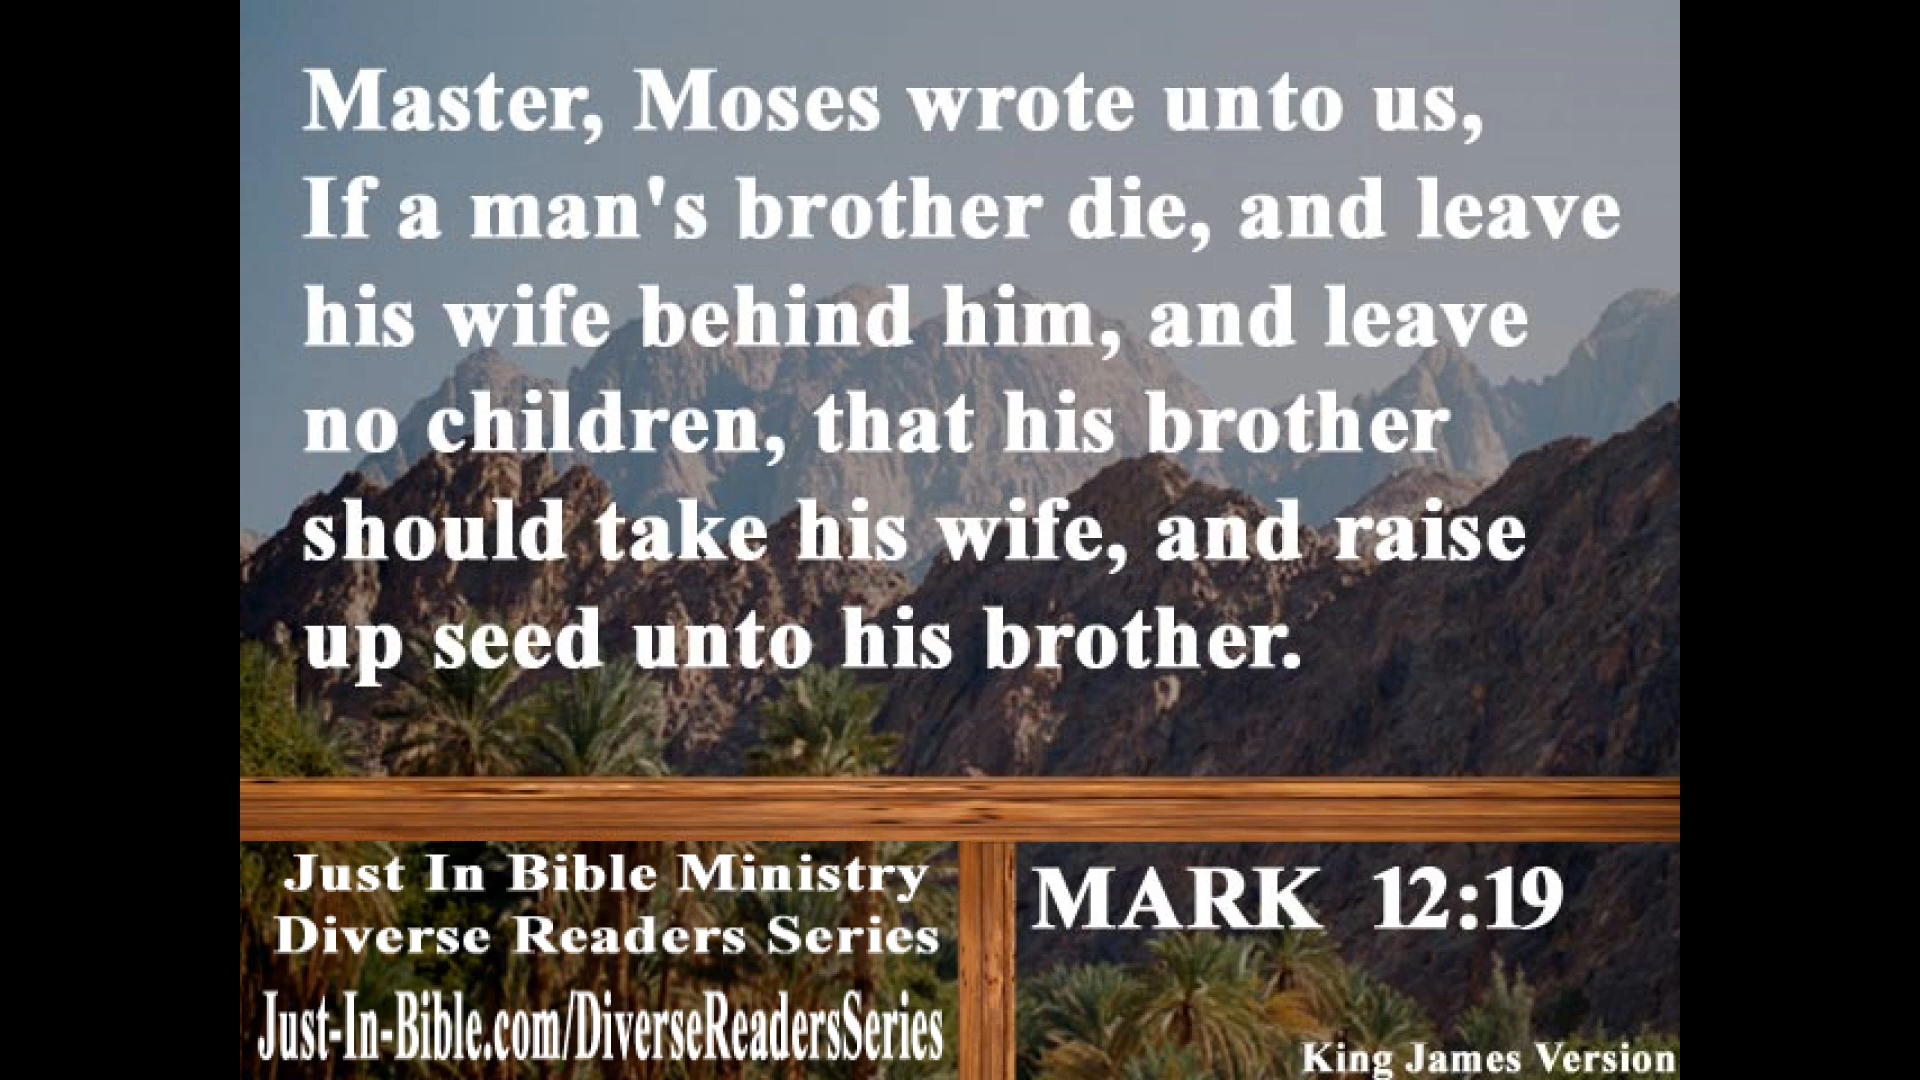 Master, Moses wrote unto us,
If a man's brother die, and leave
his wife behind him, and leave
no children, that his brother
should take his wife, and raise
up seed unto his brother.
Just In Bible Ministry
Diverse Readers Series
Just-In-Bible.com/DiverseReadersSeries
MARK 12:19
King James Version